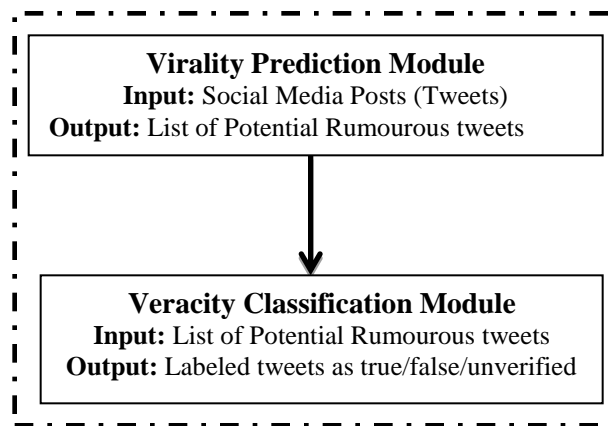 Virality Prediction Module
Input: Social Media Posts (Tweets)
Output: List of Potential Rumourous tweets
Veracity Classification Module
Input: List of Potential Rumourous tweets
Output: Labeled tweets as true/false/unverified